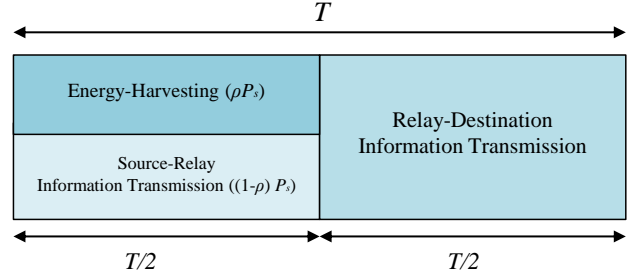 T
Energy-Harvesting (ρPs)
Source-Relay
Information Transmission ((1-ρ) Ps)
Relay-Destination
Information Transmission
T/2
T/2